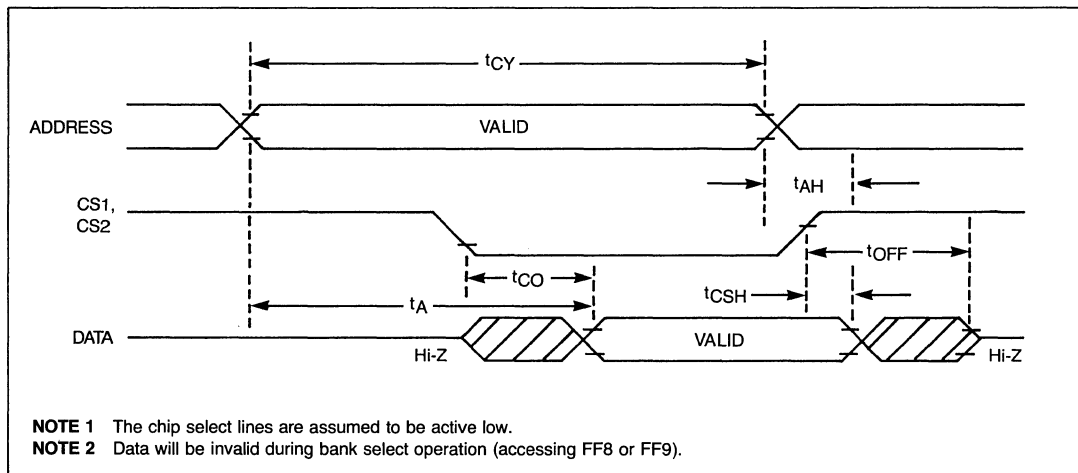 tCY
ADDRESS
VALID
tAH
CS1,
CS2
tOFF
tCO
tCSH
tA
DATA
VALID
Hi-Z
Hi-Z
NOTE 1 The chip select lines are assumed to be active low.
NOTE 2 Data will be invalid during bank select operation (accessing FF8 or FF9).